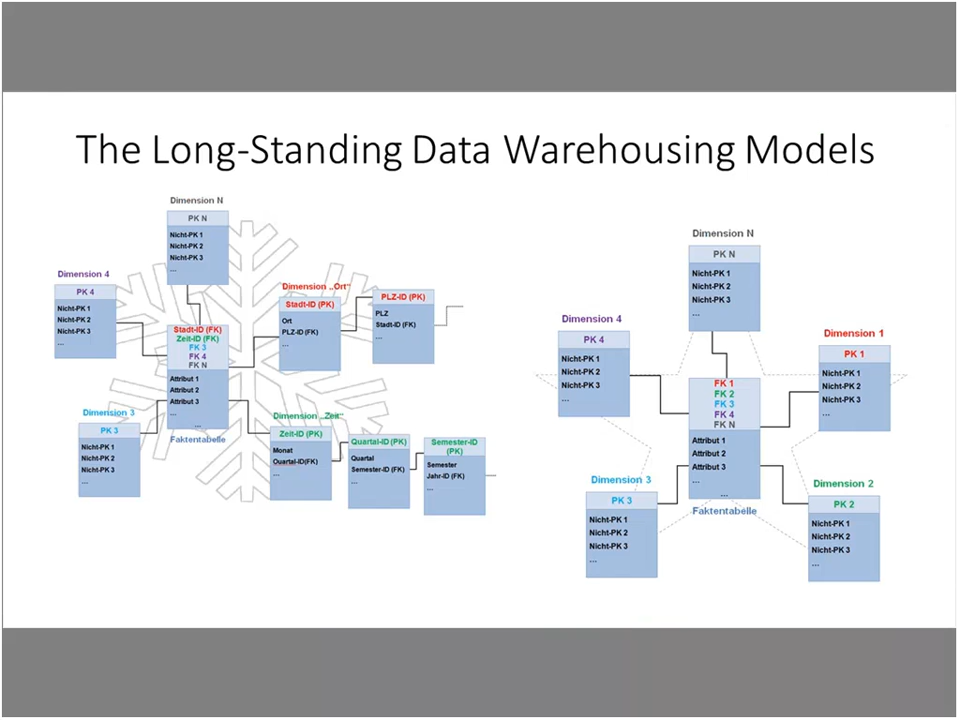 The Long-Standing Data Warehousing Models
Dimension N
PK N
Nicht-PK 1
Nicht-PK 2
Nicht-PK 3
...
Dimension 4
PK 4
Nicht-PK 1
Nicht-PK 2
Nicht-PK 3
...
Dimension „Ort“
Stadt-ID (PK)
Ort
PLZ-ID (FK)
...
PLZ-ID (PK)
PLZ
Stadt-ID (FK)
...
Stadt-ID (FK)
Zeit-ID (FK)
FK 3
FK 4
FK N
Attribut 1
Attribut 2
Attribut 3
...
...
Faktentabelle
Dimension 3
PK 3
Nicht-PK 1
Nicht-PK 2
Nicht-PK 3
...
Dimension „Zeit“
Zeit-ID (PK)
Monat
Quartal-ID(FK)
...
Quartal-ID (PK)
Quartal
Semester-ID (FK)
...
Semester-ID
(PK)
Semester
Jahr-ID (FK)
...
Dimension N
PK N
Nicht-PK 1
Nicht-PK 2
Nicht-PK 3
...
Dimension 4
PK 4
Nicht-PK 1
Nicht-PK 2
Nicht-PK 3
...
Dimension 1
PK 1
Nicht-PK 1
Nicht-PK 2
Nicht-PK 3
...
FK 1
FK 2
FK 3
FK 4
FK N
Attribut 1
Attribut 2
Attribut 3
...
...
Faktentabelle
Dimension 3
PK 3
Nicht-PK 1
Nicht-PK 2
Nicht-PK 3
...
Dimension 2
PK 2
Nicht-PK 1
Nicht-PK 2
Nicht-PK 3
...